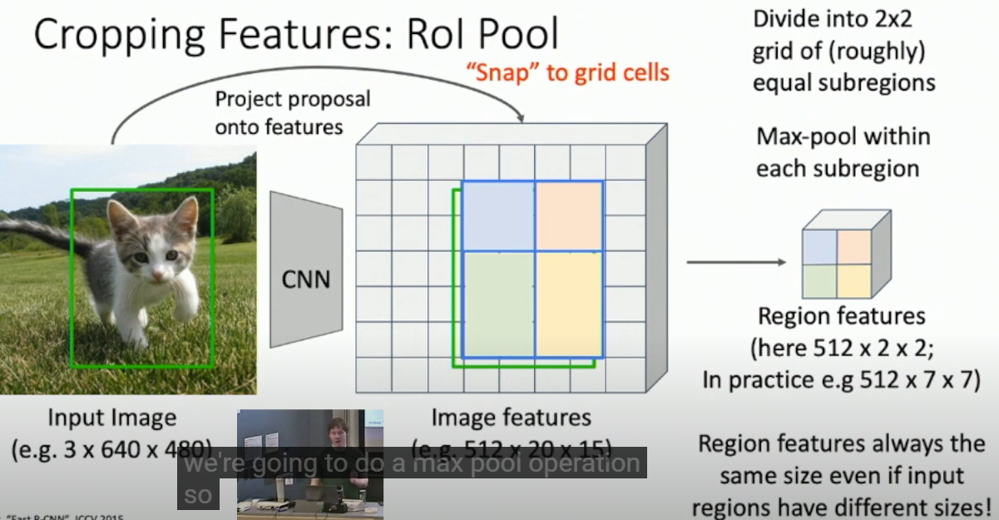 Cropping Features: RoI Pool
"Snap" to grid cells
Project proposal
onto features
CNN
Divide into 2x2
grid of (roughly)
equal subregions
Max-pool within
each subregion
Region features
(here 512 x 2 x 2;
In practice e.g 512 x 7 x 7)
Input Image
(e.g. 3 x 640 x 480)
Image features
(e.g. 512 x 20 x 15)
Region features always the
same size even if input
regions have different sizes!
we're going to do a max pool operation
so
"Fast R-CNN", ICCV 2015